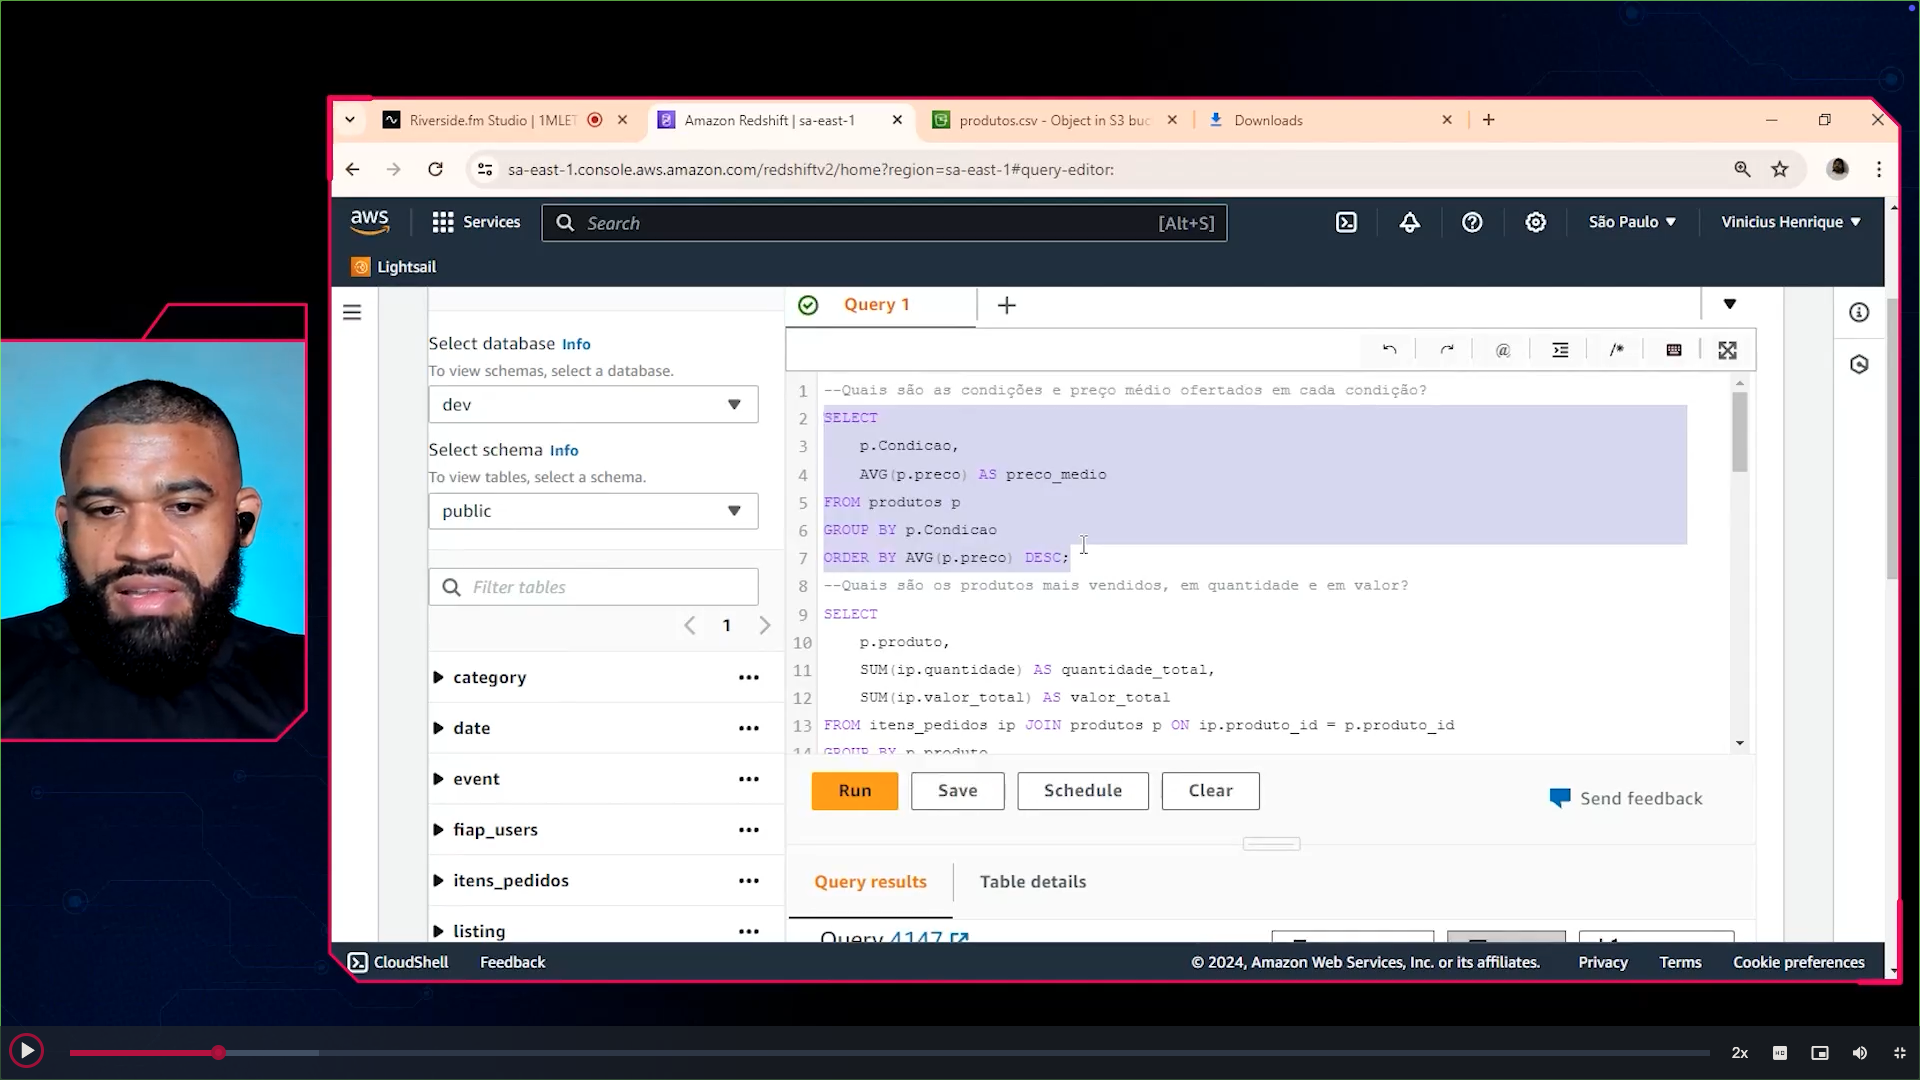 Riverside.fm Studio | 1MLET
Amazon Redshift | sa-east-1
produtos.csv - Object in S3 buc
Downloads
sa-east-1.console.aws.amazon.com/redshiftv2/home?region=sa-east-1#query-editor:
aws
Services
Search
[Alt+S]
São Paulo
Vinicius Henrique
Lightsail
Select database Info
To view schemas, select a database.
dev
Select schema Info
To view tables, select a schema.
public
Filter tables
1
category
date
event
fiap_users
itens_pedidos
listing
Query 1
1 --Quais são as condições e preço médio ofertados em cada condição?
2 SELECT
3 p.Condicao,
4 AVG(p.preco) AS preco_medio
5 FROM produtos p
6 GROUP BY p.Condicao
7 ORDER BY AVG(p.preco) DESC;
8 --Quais são os produtos mais vendidos, em quantidade e em valor?
9 SELECT
10 p.produto,
11 SUM(ip.quantidade) AS quantidade_total,
12 SUM(ip.valor_total) AS valor_total
13 FROM itens_pedidos ip JOIN produtos p ON ip.produto_id = p.produto_id
14 GROUP BY p.produto
Run
Save
Schedule
Clear
Send feedback
Query results
Table details
Query 4147
CloudShell
Feedback
© 2024, Amazon Web Services, Inc. or its affiliates.
Privacy
Terms
Cookie preferences
2x
HD